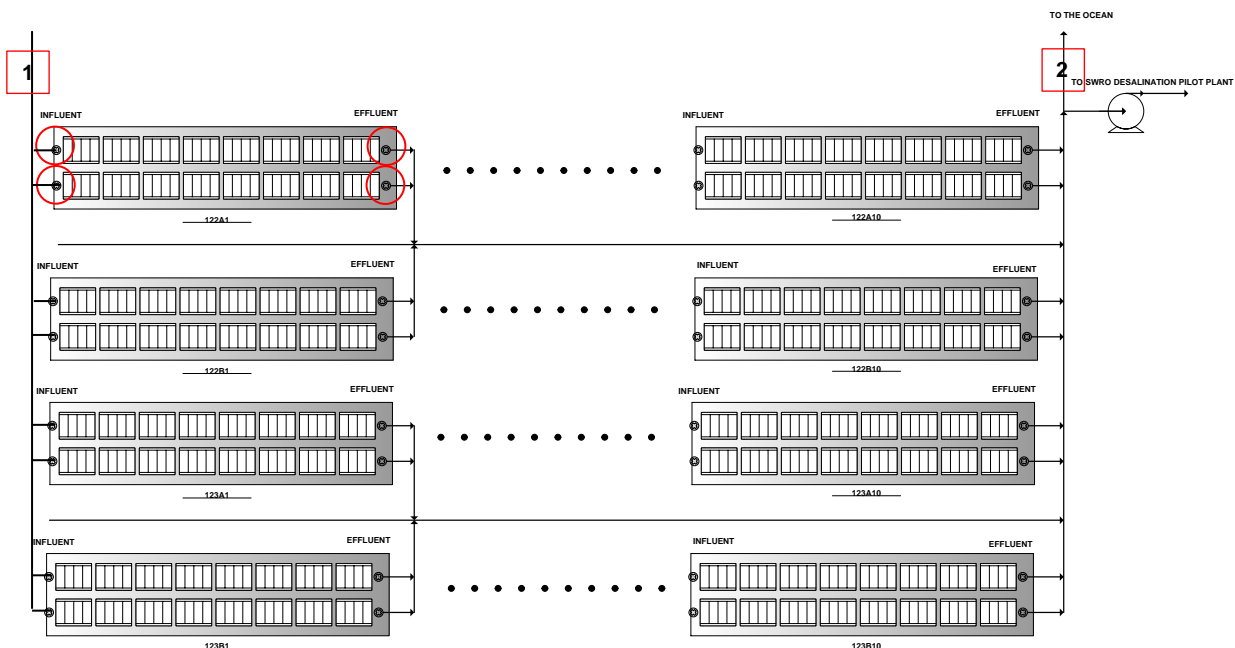 TO THE OCEAN
1
2
TO SWRO DESALINATION PILOT PLANT
INFLUENT
EFFLUENT
INFLUENT
EFFLUENT
122A1
122A10
INFLUENT
EFFLUENT
INFLUENT
EFFLUENT
122B1
122B10
INFLUENT
EFFLUENT
INFLUENT
EFFLUENT
123A1
123A10
INFLUENT
EFFLUENT
INFLUENT
EFFLUENT
123B1
123B10